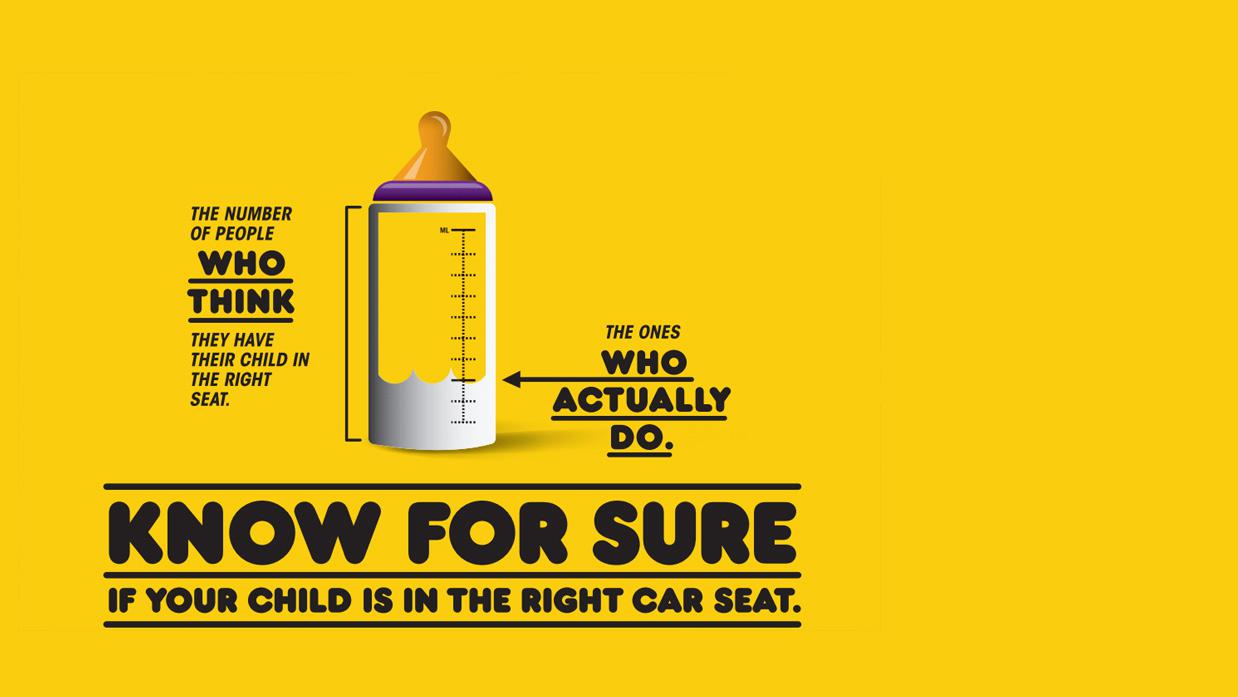 THE NUMBER
OF PEOPLE
WHO
THINK
THEY HAVE
THEIR CHILD IN
THE RIGHT
SEAT.
ML
THE ONES
WHO
ACTUALLY
DO.
KNOW FOR SURE
IF YOUR CHILD IS IN THE RIGHT CAR SEAT.